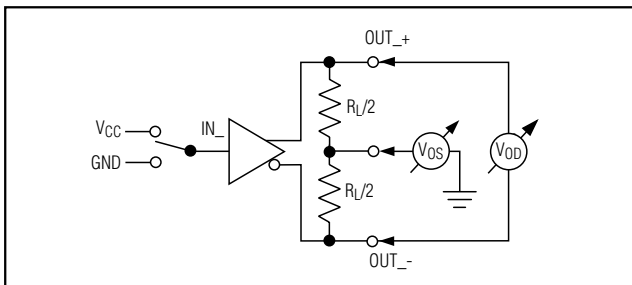 OUT_+
RL/2
VCC
IN_
VOS
VOD
GND
RL/2
OUT_-